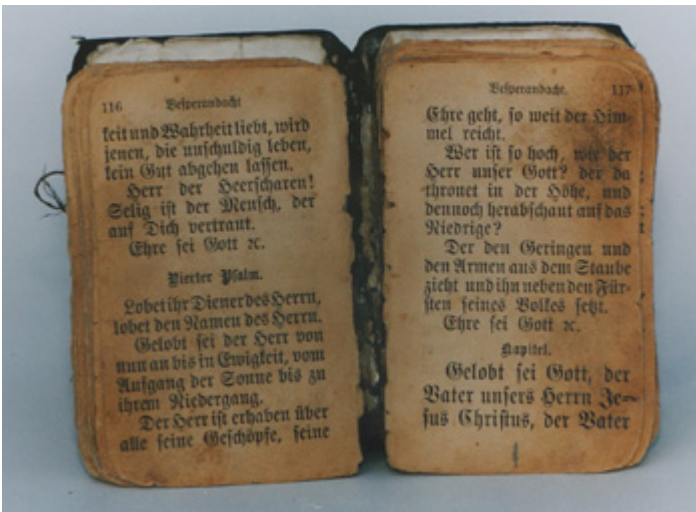 116 Vesperandacht
keit und Wahrheit liebt, wird
jenen, die unschuldig leben,
kein Gut abgehen lassen.
Herr der Heerscharen!
Selig ist der Mensch, der
auf Dich vertraut.
Ehre sei Gott ꝛc.
Vierter Psalm.
Lobet ihr Diener des Herrn,
lobet den Namen des Herrn.
Gelobt sei der Herr von
nun an bis in Ewigkeit, vom
Aufgang der Sonne bis zu
ihrem Niedergang.
Der Herr ist erhaben über
alle seine Geschöpfe, seine
Vesperandacht. 117
Ehre geht, so weit der Him-
mel reicht.
Wer ist so hoch, wie der
Herr unser Gott? der da
thronet in der Höhe, und
dennoch herabschaut auf das
Niedrige?
Der den Geringen und
den Armen aus dem Staube
zieht und ihn neben den Für-
sten seines Volkes setzt.
Ehre sei Gott ꝛc.
Kapitel.
Gelobt sei Gott, der
Vater unsers Herrn Je-
sus Christus, der Vater